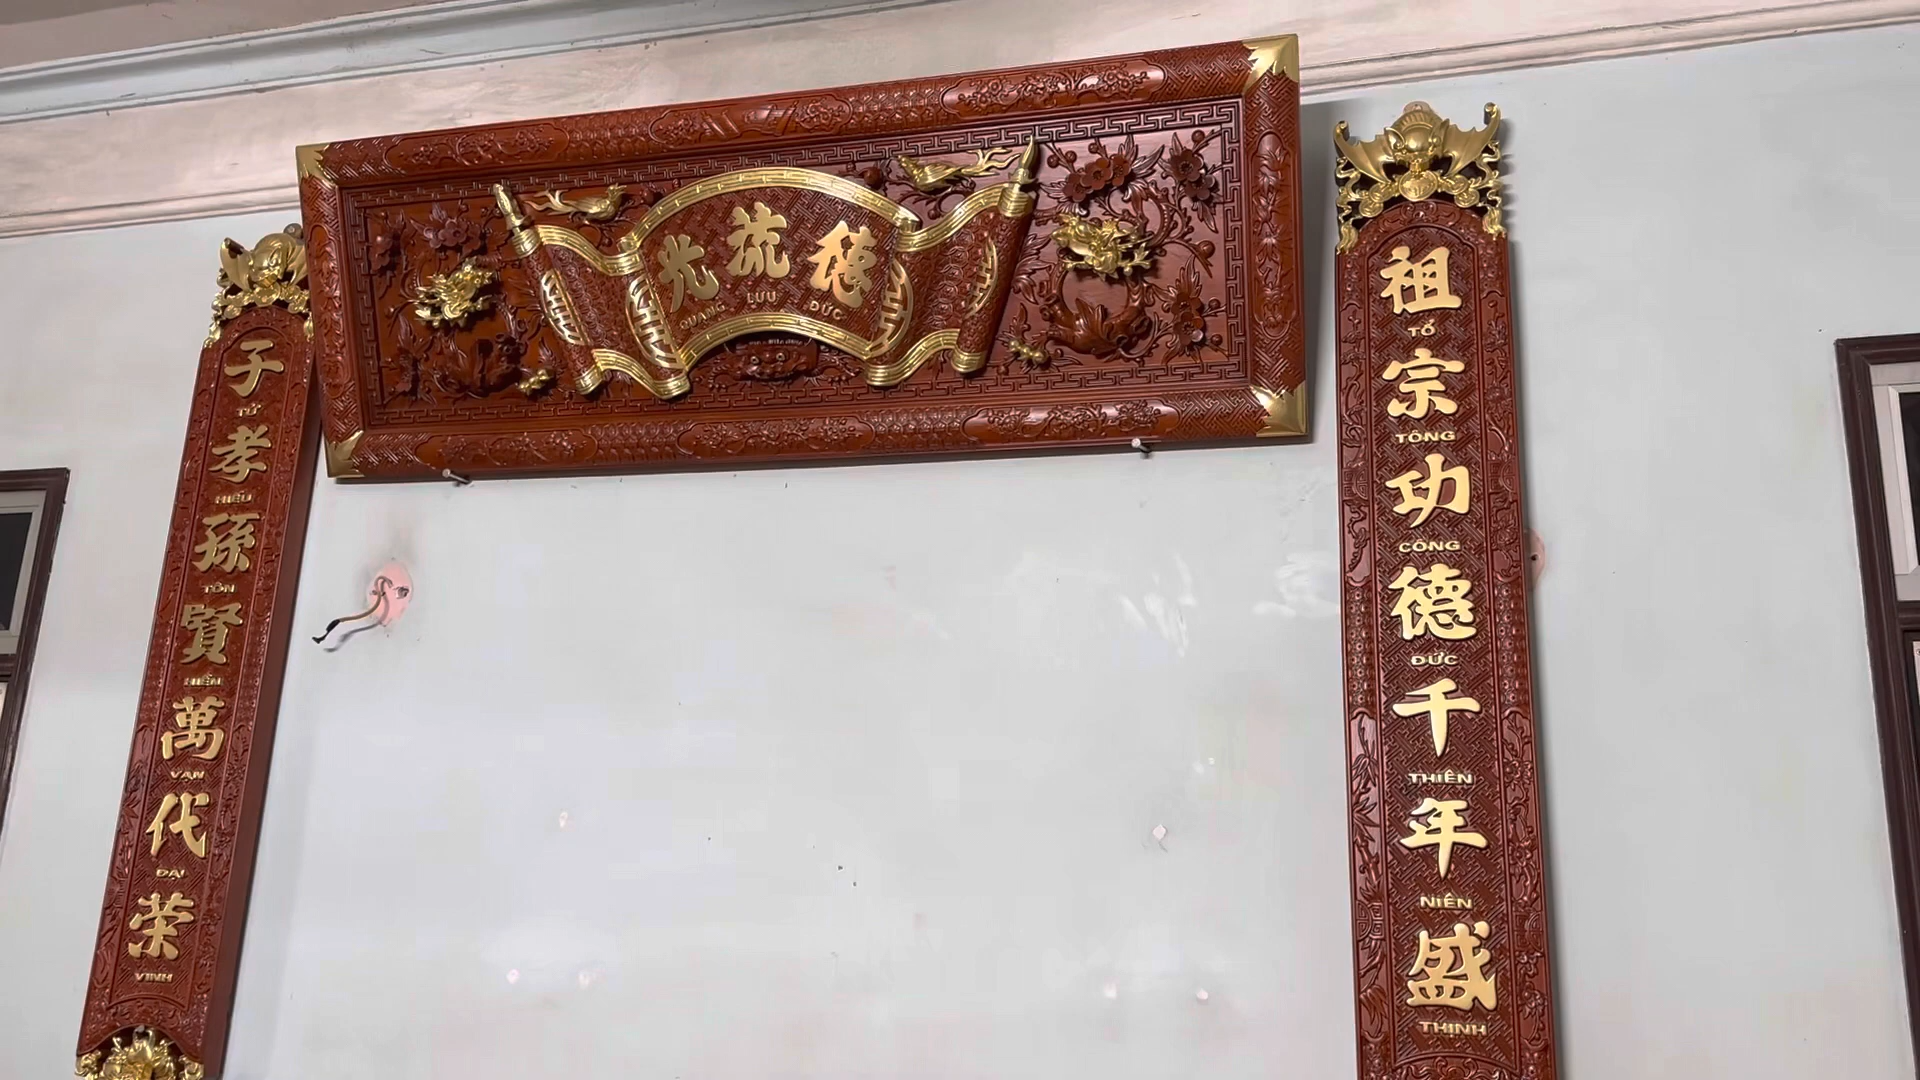 光 流 德
QUANG LƯU ĐỨC
祖
TỔ
宗
TÔNG
功
CÔNG
德
ĐỨC
千
THIÊN
年
NIÊN
盛
THỊNH
子
TỬ
孝
HIẾU
孫
TÔN
賢
HIỀN
萬
VẠN
代
ĐẠI
荣
VINH